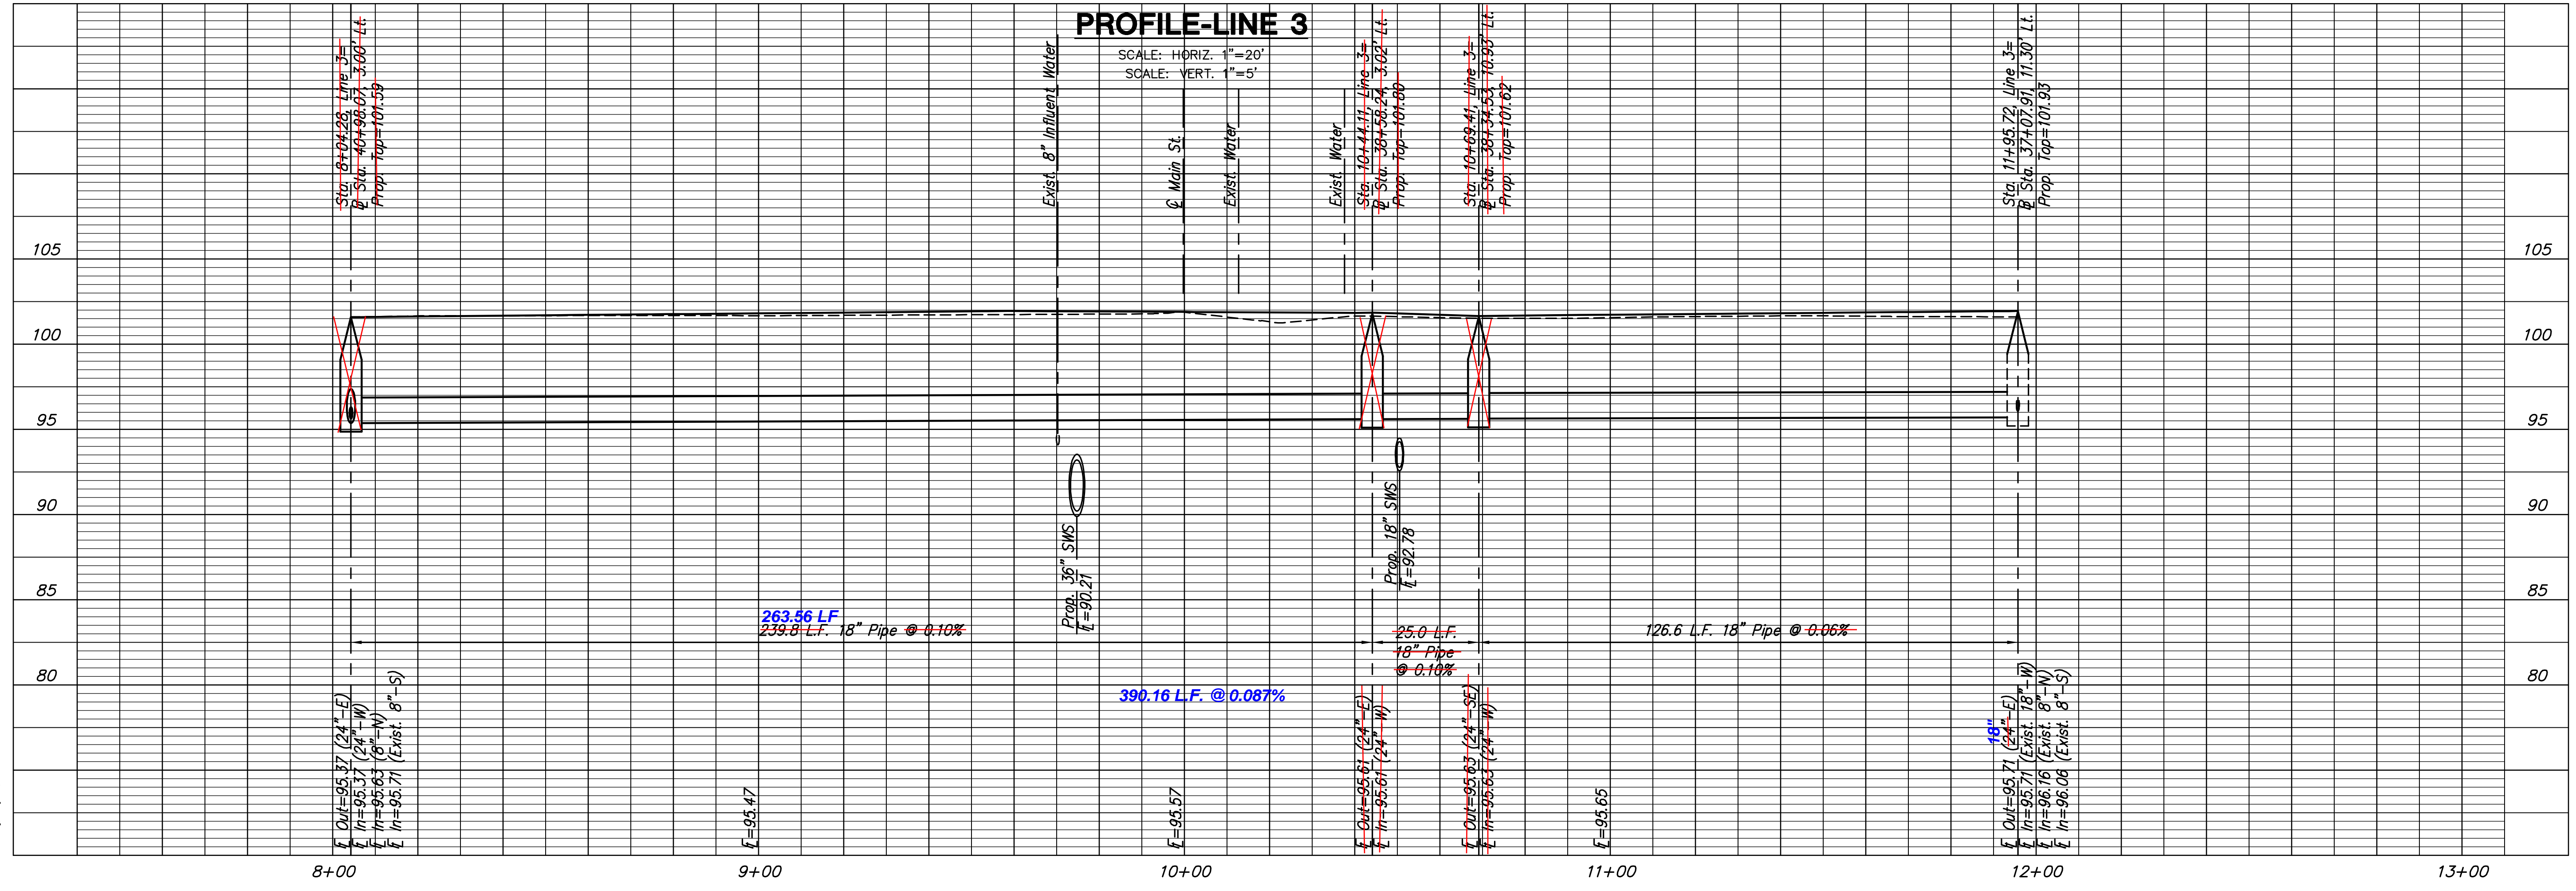 PROFILE-LINE 3
SCALE: HORIZ. 1"=20'
SCALE: VERT. 1"=5'
Sta. 8+04.28, Line 3=
℄ Sta. 40+98.07, 3.00' Lt.
Prop. Top=101.59
Exist. 8" Influent Water
℄ Main St.
Exist. Water
Exist. Water
Sta. 10+44.11, Line 3=
Sta. 38+58.24, 3.02' Lt.
Prop. Top=101.80
Sta. 10+69.41, Line 3=
Sta. 38+34.53, 10.93' Lt.
Prop. Top=101.62
Sta. 11+95.72, Line 3=
Sta. 37+07.91, 11.30' Lt.
Prop. Top=101.93
105
105
100
100
95
95
90
90
85
85
80
80
Prop. 36" SWS
=90.21
Prop. 18" SWS
=92.78
263.56 LF
239.8 L.F. 18" Pipe @ 0.10%
25.0 L.F.
18" Pipe
@ 0.10%
126.6 L.F. 18" Pipe @ 0.06%
390.16 L.F. @ 0.087%
Out=95.37 (24"-E)
In=95.37 (24"-W)
In=95.63 (8"-N)
In=95.71 (Exist. 8"-S)
=95.47
=95.57
Out=95.61 (24"-E)
In=95.61 (24"-W)
Out=95.63 (24"-SE)
In=95.63 (24"-W)
=95.65
18"
Out=95.71 (24"-E)
In=95.71 (Exist. 18"-W)
In=96.16 (Exist. 8"-N)
In=96.06 (Exist. 8"-S)
8+00
9+00
10+00
11+00
12+00
13+00